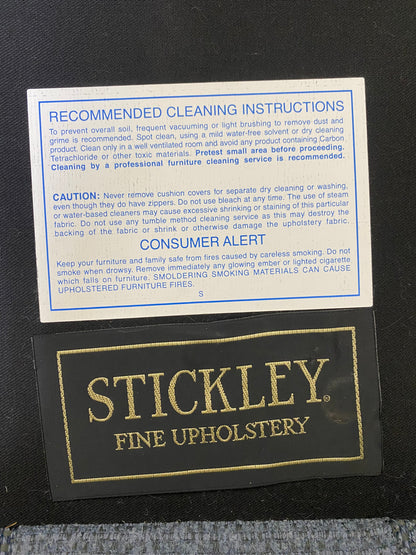 RECOMMENDED CLEANING INSTRUCTIONS
To prevent overall soil, frequent vacuuming or light brushing to remove dust and
grime is recommended. Spot clean, using a mild water-free solvent or dry cleaning
product. Clean only in a well ventilated room and avoid any product containing Carbon
Tetrachloride or other toxic materials. Pretest small area before proceeding.
Cleaning by a professional furniture cleaning service is recommended.
CAUTION: Never remove cushion covers for separate dry cleaning or washing,
even though they do have zippers. Do not use bleach at any time. The use of steam
or water-based cleaners may cause excessive shrinking or staining of this particular
fabric. Do not use any tumble method cleaning service as this may destroy the
backing of the fabric or shrink or otherwise damage the upholstery fabric.
CONSUMER ALERT
Keep your furniture and family safe from fires caused by careless smoking. Do not
smoke when drowsy. Remove immediately any glowing ember or lighted cigarette
which falls on furniture. SMOLDERING SMOKING MATERIALS CAN CAUSE
UPHOLSTERED FURNITURE FIRES.
S
STICKLEY®
FINE UPHOLSTERY